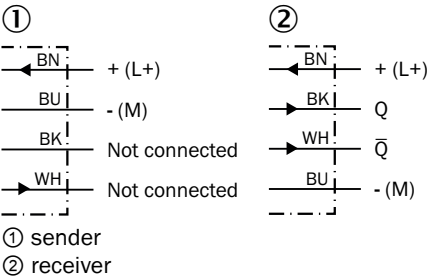 ① ②
BN + (L+) BN + (L+)
BU - (M) BK Q
BK Not connected WH Q̅
WH Not connected BU - (M)
① sender
② receiver